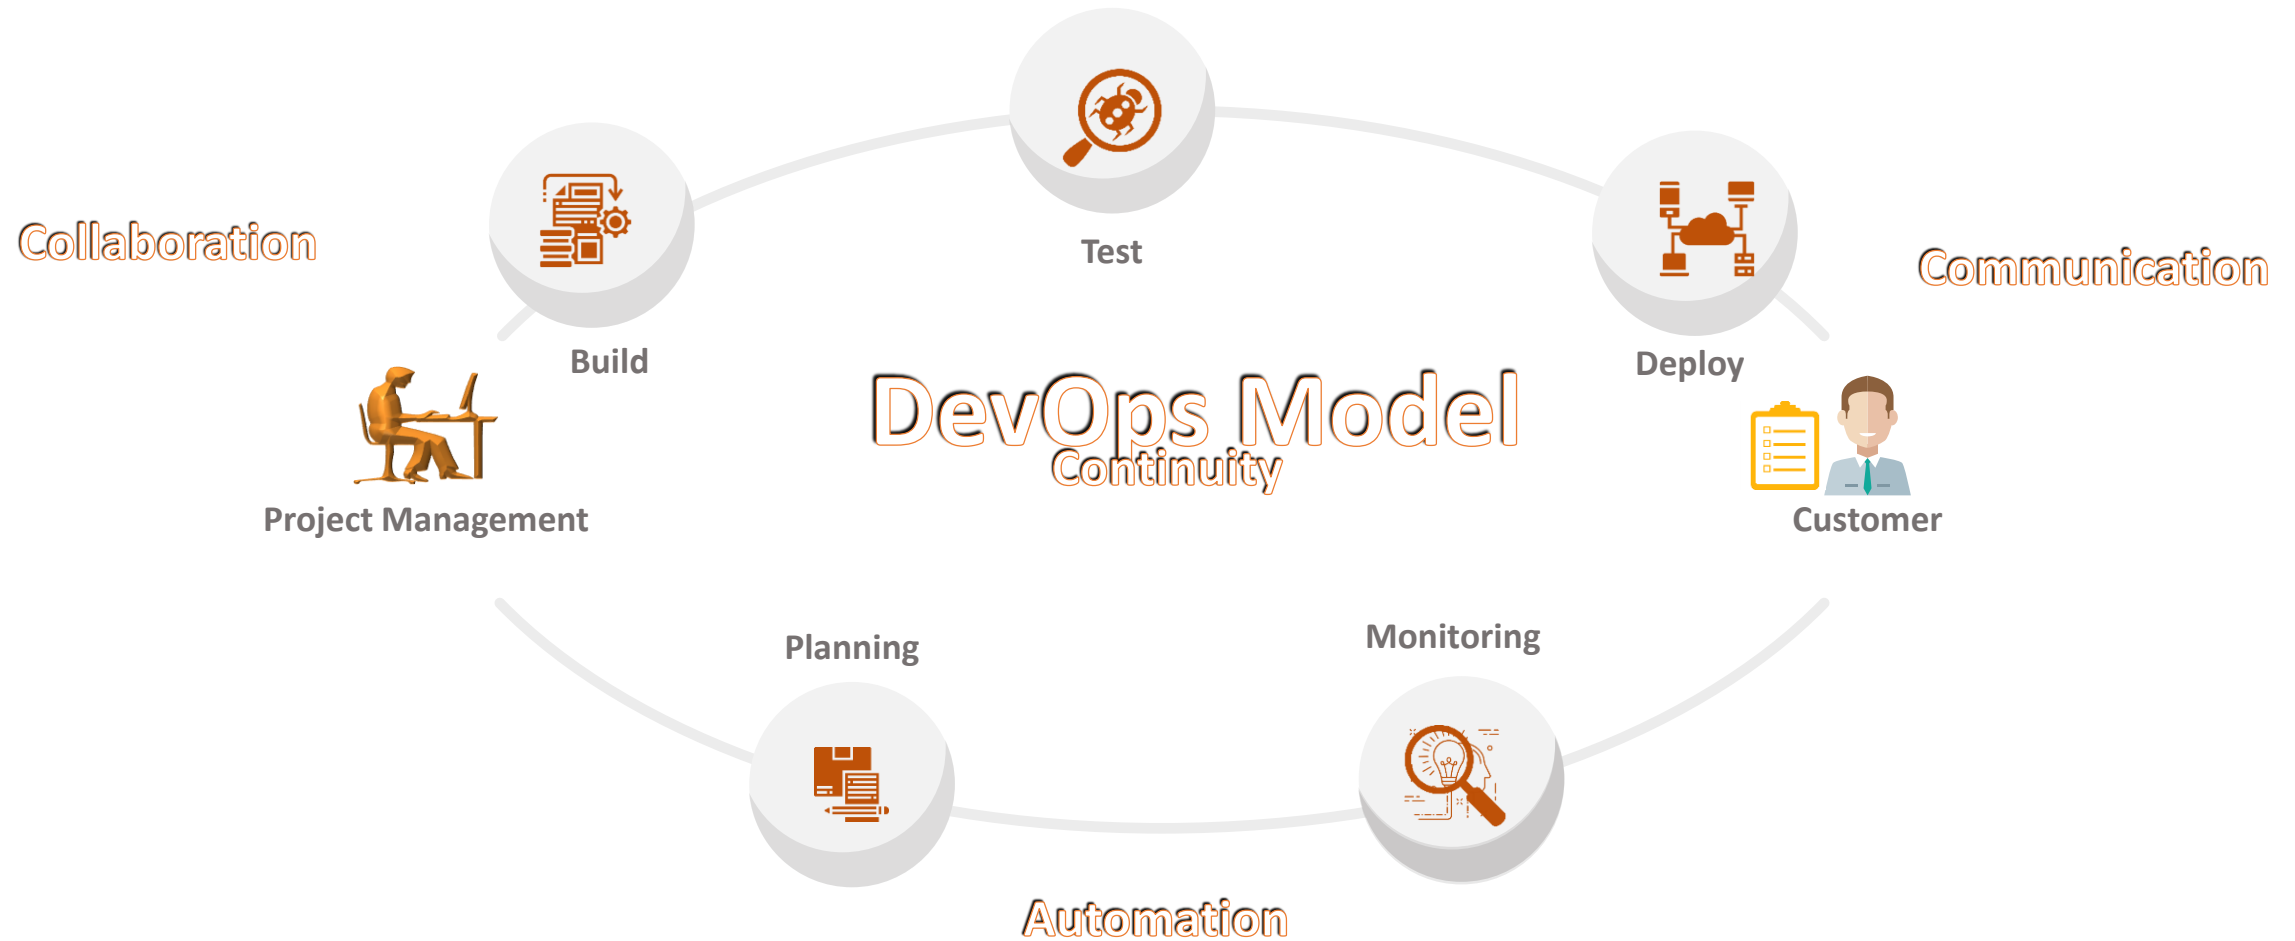 Test
Collaboration
Communication
Build
Deploy
DevOps Model
Continuity
Project Management
Customer
Planning
Monitoring
Automation